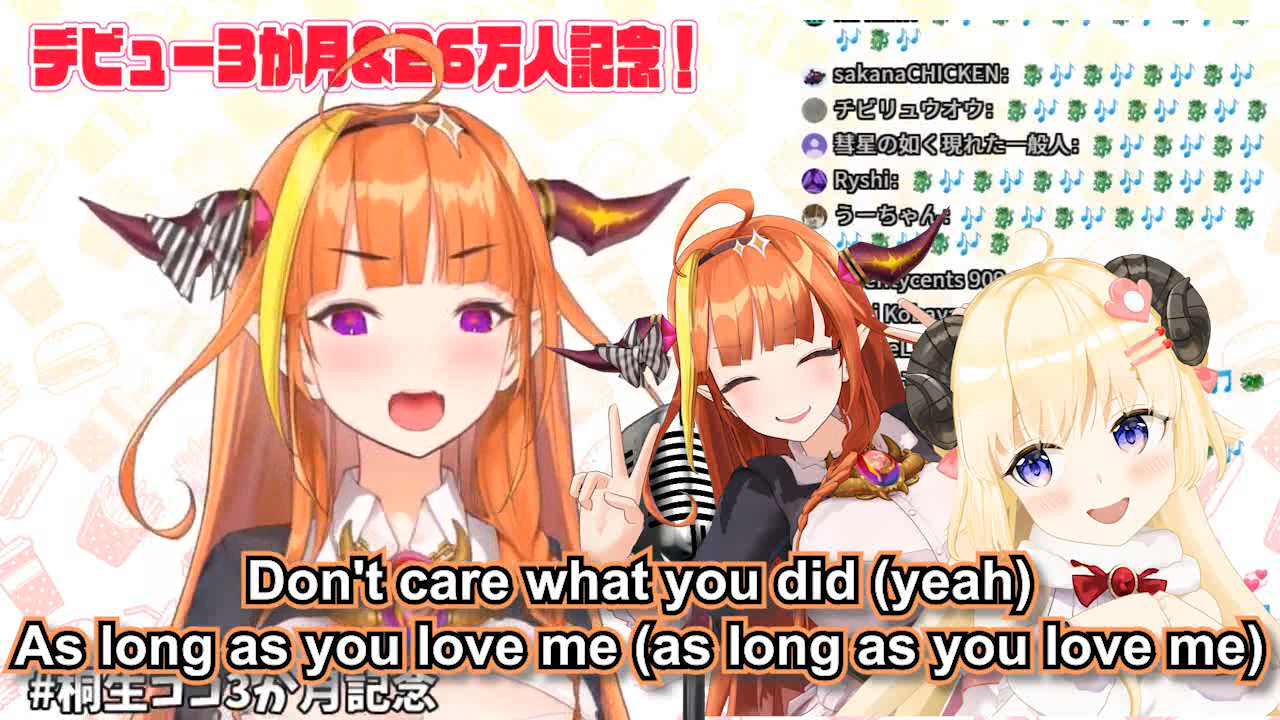 デビュー3か月&26万人記念！
sakanaCHICKEN:
チビリュウオウ:
彗星の如く現れた一般人:
Ryshi:
うーちゃん:
Don't care what you did (yeah)
As long as you love me (as long as you love me)
#桐生ココ3か月記念